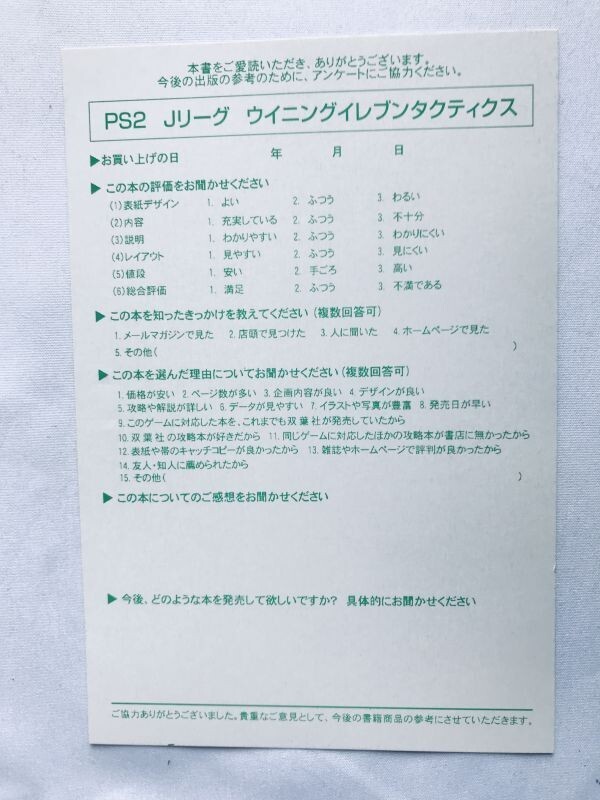 本書をご愛読いただき、ありがとうございます。
今後の出版の参考のために、アンケートにご協力ください。
PS2 Jリーグ ウイニングイレブンタクティクス
▶お買い上げの日 年 月 日
▶ この本の評価をお聞かせください
(1)表紙デザイン 1. よい 2. ふつう 3. わるい
(2)内容 1. 充実している 2. ふつう 3. 不十分
(3)説明 1. わかりやすい 2. ふつう 3. わかりにくい
(4)レイアウト 1. 見やすい 2. ふつう 3. 見にくい
(5)値段 1. 安い 2. 手ごろ 3. 高い
(6)総合評価 1. 満足 2. ふつう 3. 不満である
▶ この本を知ったきっかけを教えてください(複数回答可)
1. メールマガジンで見た 2. 店頭で見つけた 3. 人に聞いた 4. ホームページで見た
5. その他( )
▶ この本を選んだ理由についてお聞かせください(複数回答可)
1. 価格が安い 2. ページ数が多い 3. 企画内容が良い 4. デザインが良い
5. 攻略や解説が詳しい 6. データが見やすい 7. イラストや写真が豊富 8. 発売日が早い
9. このゲームに対応した本を、これまでも双葉社が発売していたから
10. 双葉社の攻略本が好きだから 11. 同じゲームに対応したほかの攻略本が書店に無かったから
12. 表紙や帯のキャッチコピーが良かったから 13. 雑誌やホームページで評判が良かったから
14. 友人・知人に薦められたから
15. その他( )
▶ この本についてのご感想をお聞かせください
▶ 今後、どのような本を発売して欲しいですか? 具体的にお聞かせください
ご協力ありがとうございました。貴重なご意見として、今後の書籍商品の参考にさせていただきます。